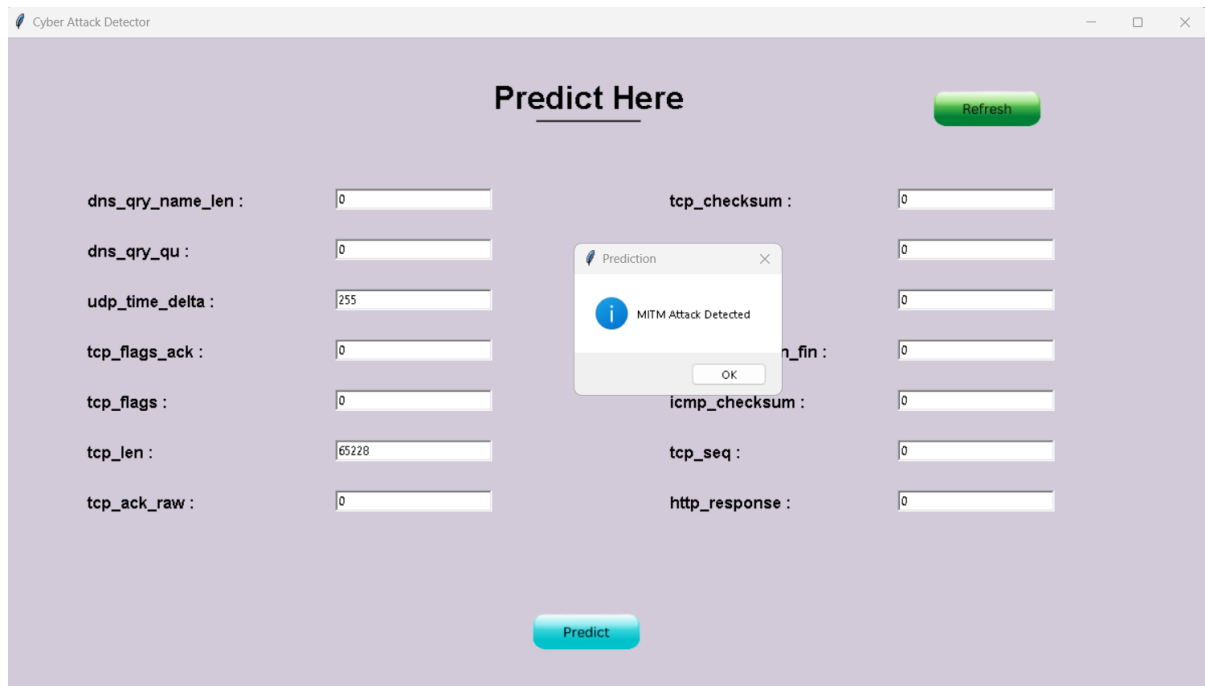 Cyber Attack Detector
Predict Here
Refresh
dns_qry_name_len : 0 tcp_checksum : 0
dns_qry_qu : 0 0
Prediction
udp_time_delta : 255 0
MITM Attack Detected
tcp_flags_ack : 0 n_fin : 0
OK
tcp_flags : 0 icmp_checksum : 0
tcp_len : 65228 tcp_seq : 0
tcp_ack_raw : 0 http_response : 0
Predict